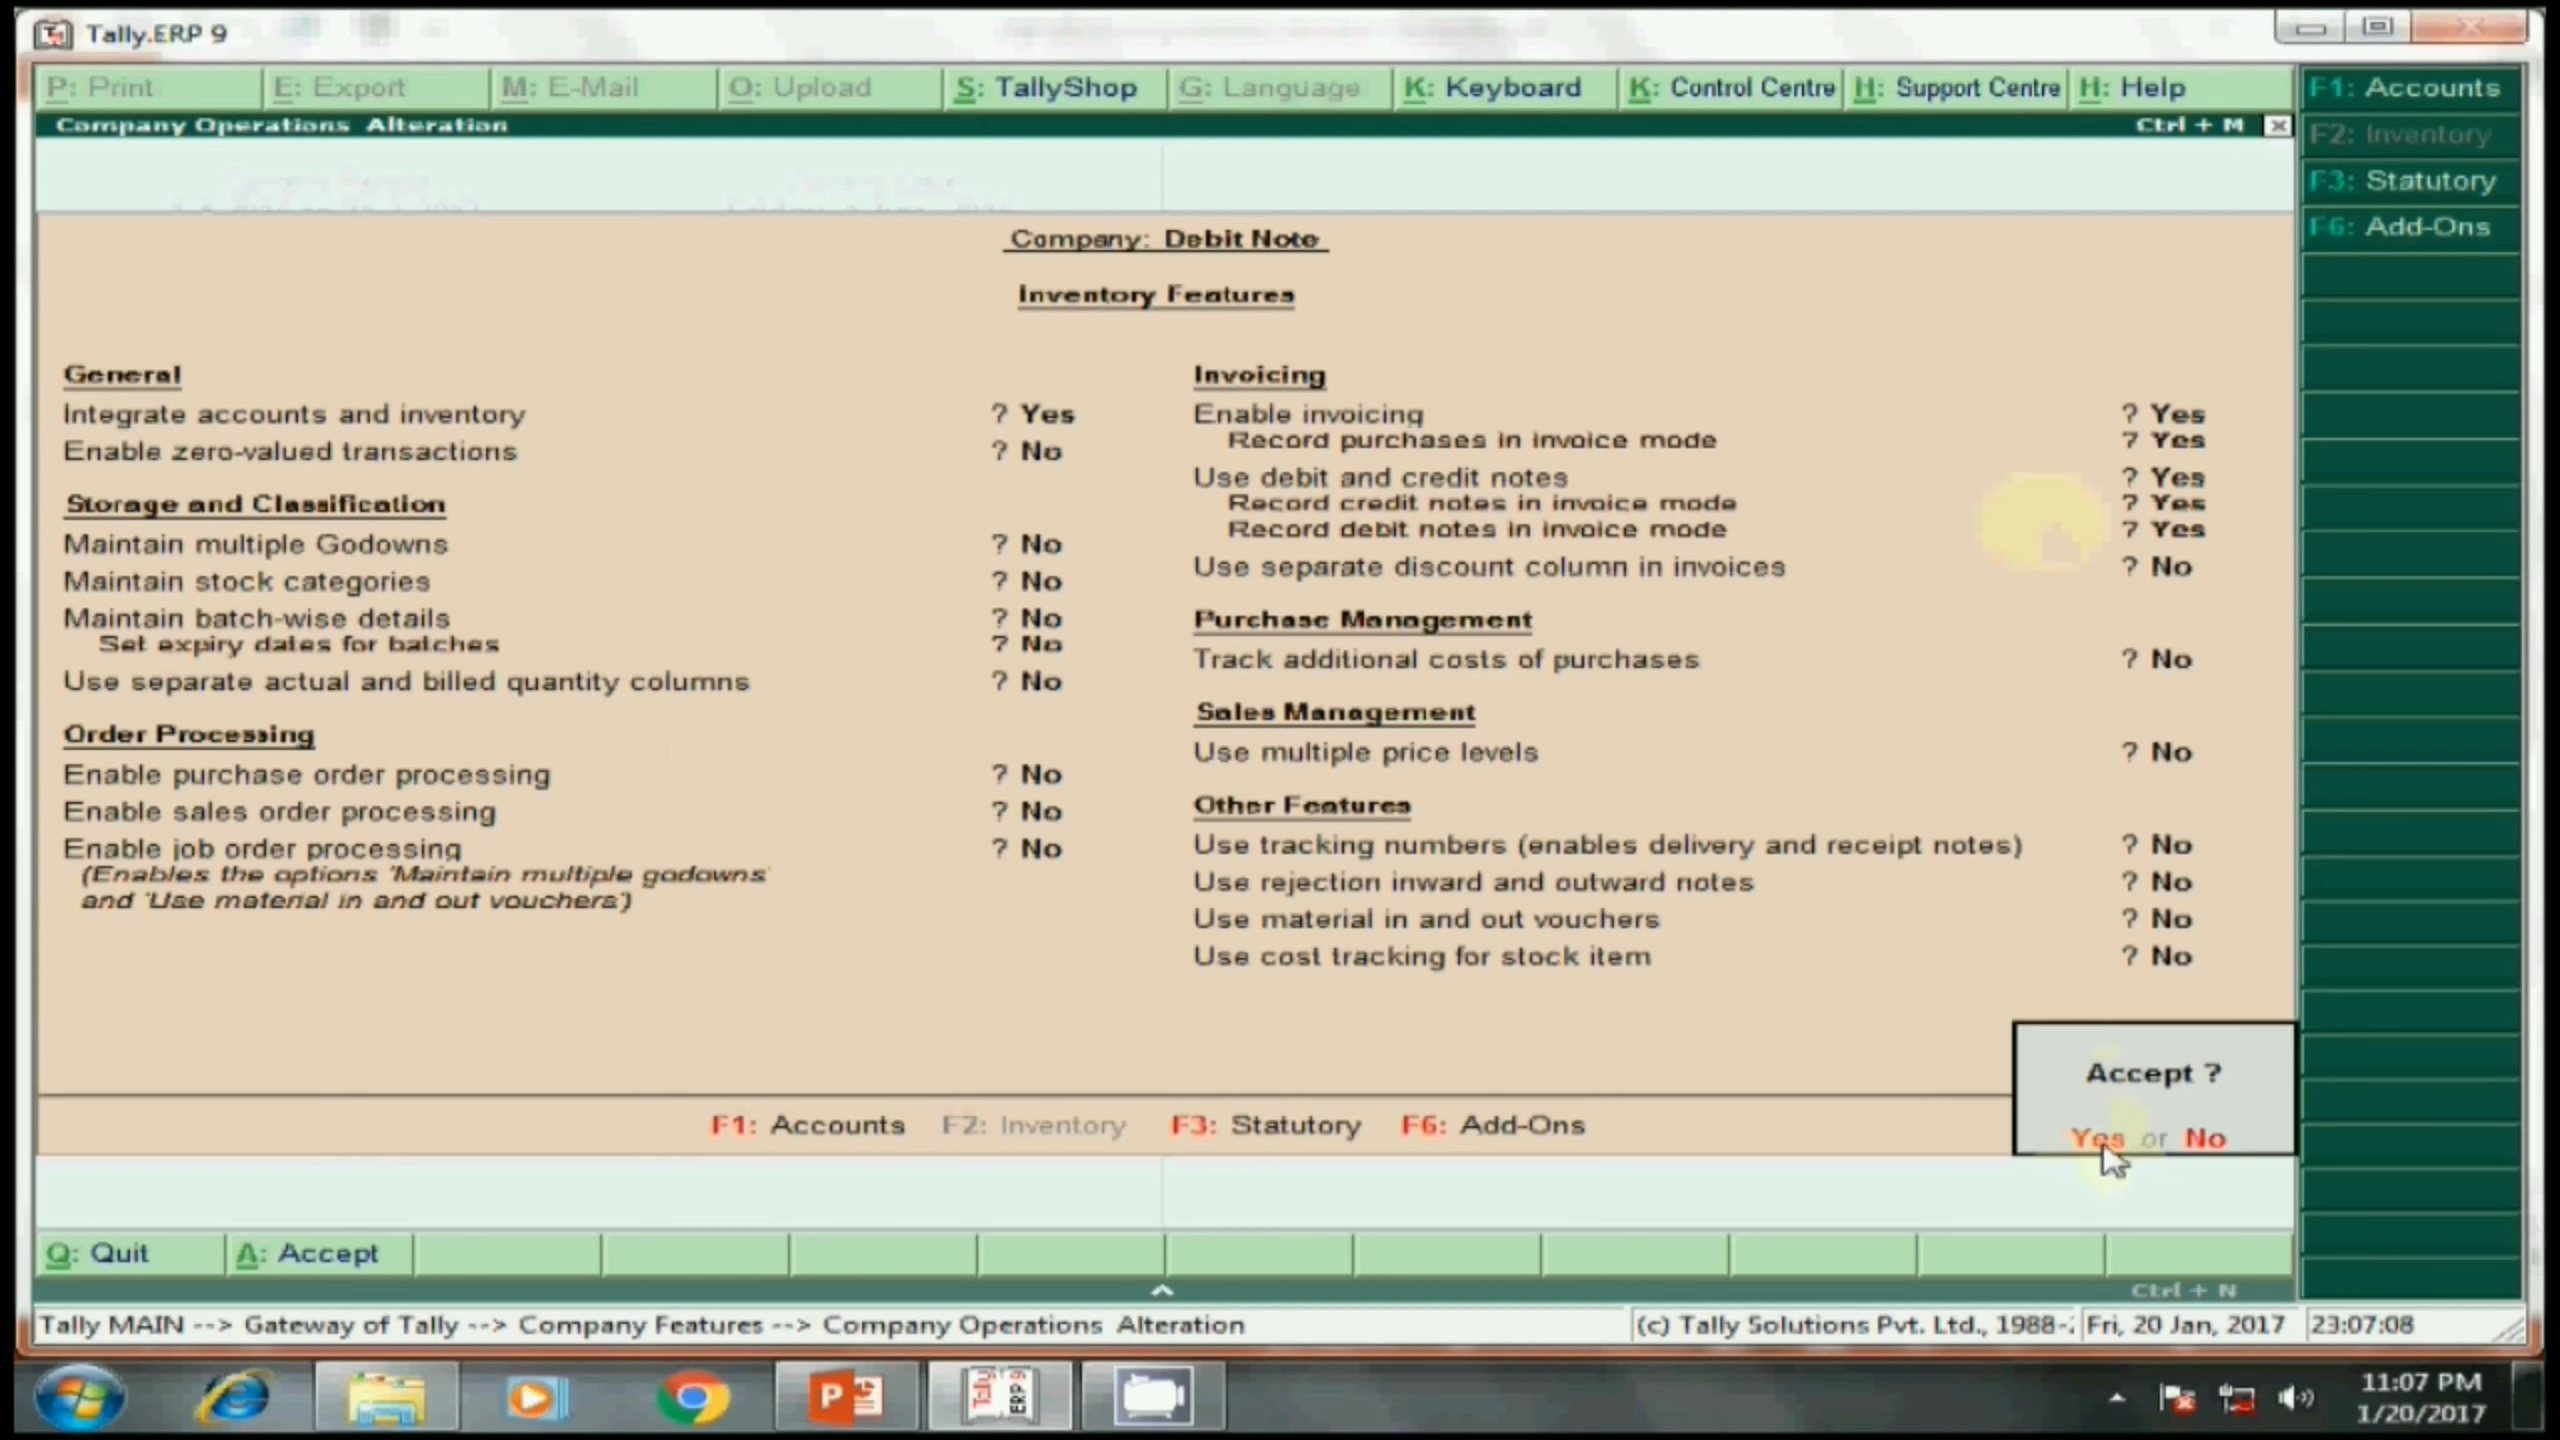 Tally.ERP 9
P: Print E: Export M: E-Mail O: Upload S: TallyShop G: Language K: Keyboard K: Control Centre H: Support Centre H: Help
Company Operations Alteration Ctrl + M
F1: Accounts
F2: Inventory
F3: Statutory
F6: Add-Ons
Company: Debit Note
Inventory Features
General
Integrate accounts and inventory ? Yes
Enable zero-valued transactions ? No
Storage and Classification
Maintain multiple Godowns ? No
Maintain stock categories ? No
Maintain batch-wise details ? No
Set expiry dates for batches ? No
Use separate actual and billed quantity columns ? No
Order Processing
Enable purchase order processing ? No
Enable sales order processing ? No
Enable job order processing ? No
(Enables the options 'Maintain multiple godowns'
and 'Use material in and out vouchers')
Invoicing
Enable invoicing ? Yes
Record purchases in invoice mode ? Yes
Use debit and credit notes ? Yes
Record credit notes in invoice mode ? Yes
Record debit notes in invoice mode ? Yes
Use separate discount column in invoices ? No
Purchase Management
Track additional costs of purchases ? No
Sales Management
Use multiple price levels ? No
Other Features
Use tracking numbers (enables delivery and receipt notes) ? No
Use rejection inward and outward notes ? No
Use material in and out vouchers ? No
Use cost tracking for stock item ? No
Accept ?
Yes or No
F1: Accounts F2: Inventory F3: Statutory F6: Add-Ons
Q: Quit A: Accept
Ctrl + N
Tally MAIN --> Gateway of Tally --> Company Features --> Company Operations Alteration (c) Tally Solutions Pvt. Ltd., 1988-2 Fri, 20 Jan, 2017 23:07:08
Tally ERP 9
11:07 PM
1/20/2017